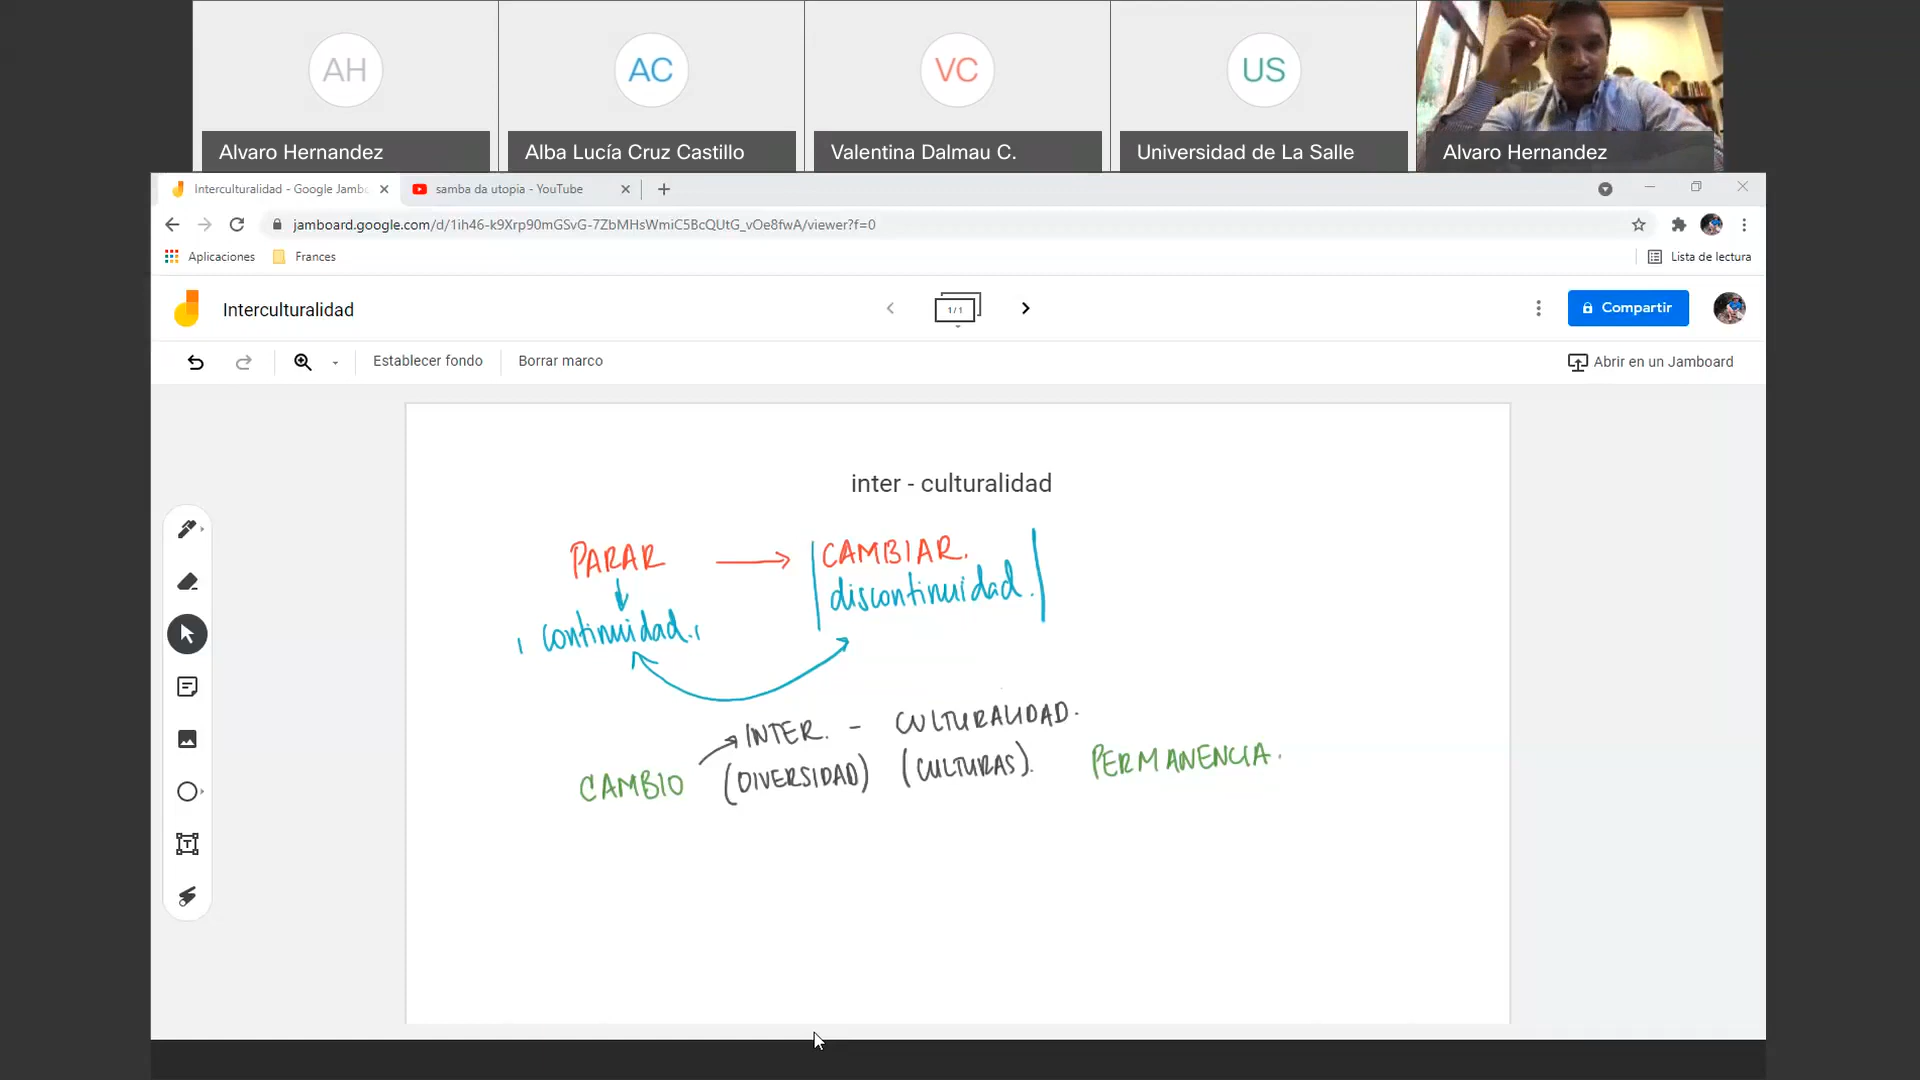 AH
AC
VC
US
Alvaro Hernandez
Alba Lucía Cruz Castillo
Valentina Dalmau C.
Universidad de La Salle
Alvaro Hernandez
Interculturalidad - Google Jambo
samba da utopia - YouTube
jamboard.google.com/d/1ih46-k9Xrp90mGSvG-7ZbMHsWmiC5BcQUtG_vOe8fwA/viewer?f=0
Aplicaciones
Frances
Lista de lectura
Interculturalidad
1/1
Compartir
Establecer fondo
Borrar marco
Abrir en un Jamboard
inter - culturalidad
PARAR → CAMBIAR.
continuidad. discontinuidad.
INTER. - CULTURALIDAD.
CAMBIO (DIVERSIDAD) (CULTURAS). PERMANENCIA.